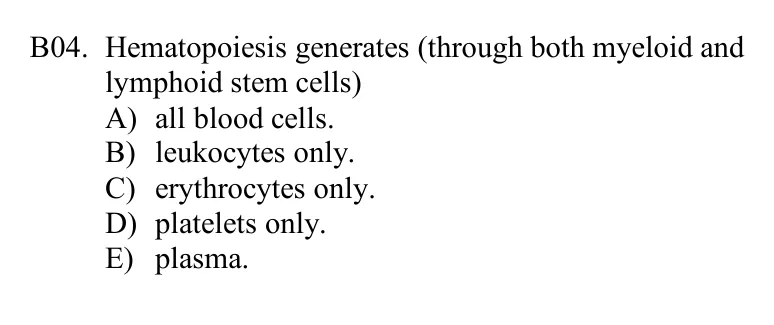 B04. Hematopoiesis generates (through both myeloid and
lymphoid stem cells)
A) all blood cells.
B) leukocytes only.
C) erythrocytes only.
D) platelets only.
E) plasma.